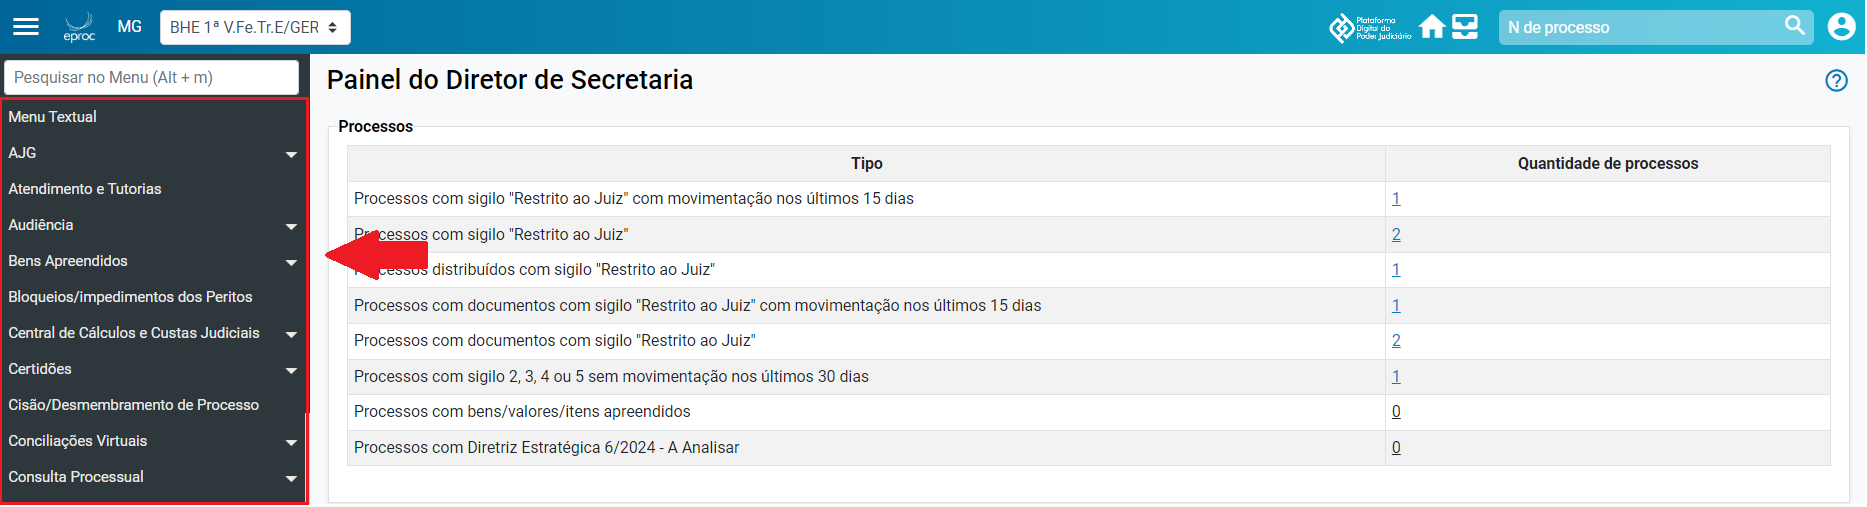 eproc
MG
BHE 1ª V.Fe.Tr.E/GER
Plataforma
Digital do
Poder Judiciário
N de processo
Pesquisar no Menu (Alt + m)
Menu Textual
AJG
Atendimento e Tutorias
Audiência
Bens Apreendidos
Bloqueios/impedimentos dos Peritos
Central de Cálculos e Custas Judiciais
Certidões
Cisão/Desmembramento de Processo
Conciliações Virtuais
Consulta Processual
Painel do Diretor de Secretaria
?
Processos
Tipo Quantidade de processos
Processos com sigilo "Restrito ao Juiz" com movimentação nos últimos 15 dias 1
Processos com sigilo "Restrito ao Juiz" 2
Processos distribuídos com sigilo "Restrito ao Juiz" 1
Processos com documentos com sigilo "Restrito ao Juiz" com movimentação nos últimos 15 dias 1
Processos com documentos com sigilo "Restrito ao Juiz" 2
Processos com sigilo 2, 3, 4 ou 5 sem movimentação nos últimos 30 dias 1
Processos com bens/valores/itens apreendidos 0
Processos com Diretriz Estratégica 6/2024 - A Analisar 0